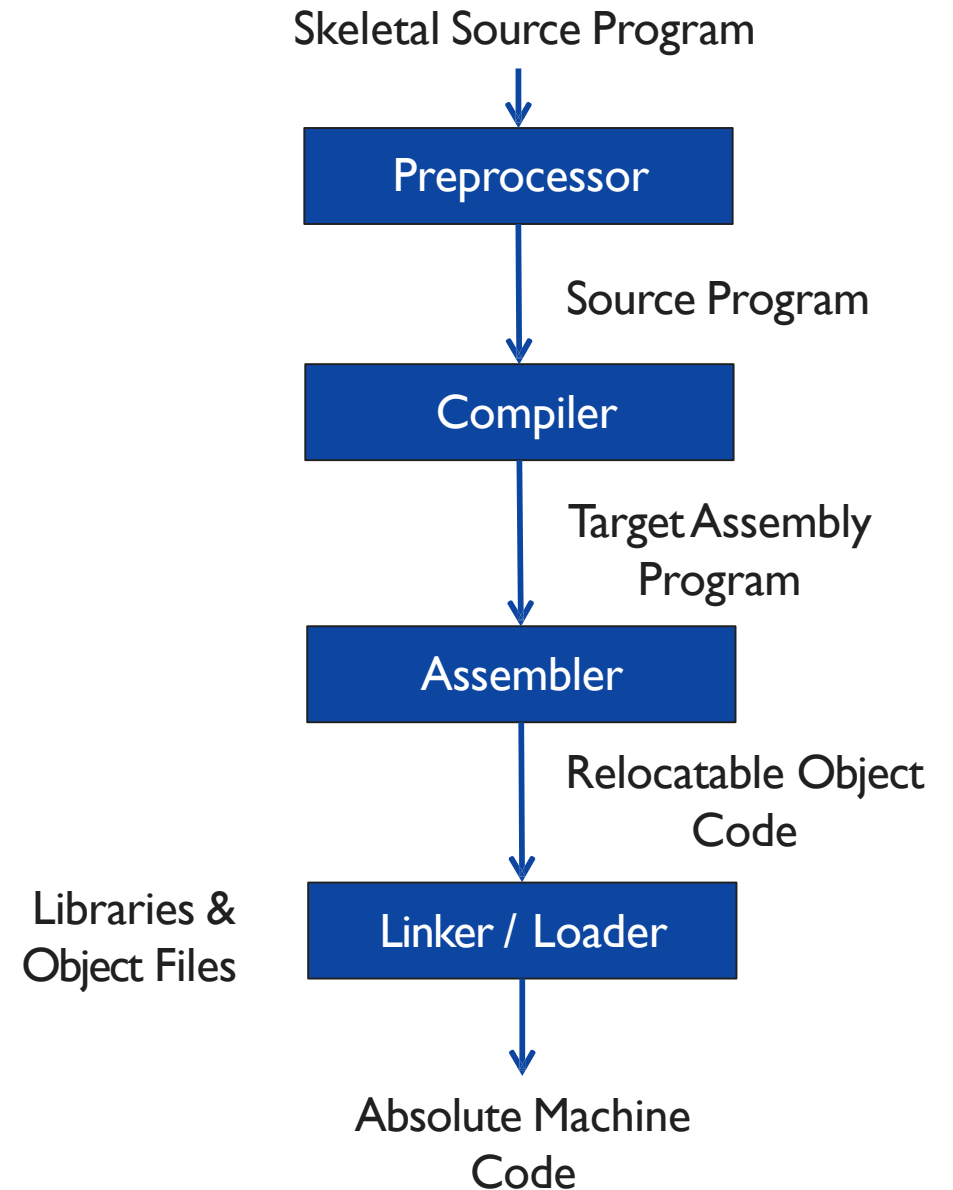 Skeletal Source Program
Preprocessor
Source Program
Compiler
Target Assembly
Program
Assembler
Relocatable Object
Code
Libraries &
Object Files
Linker / Loader
Absolute Machine
Code